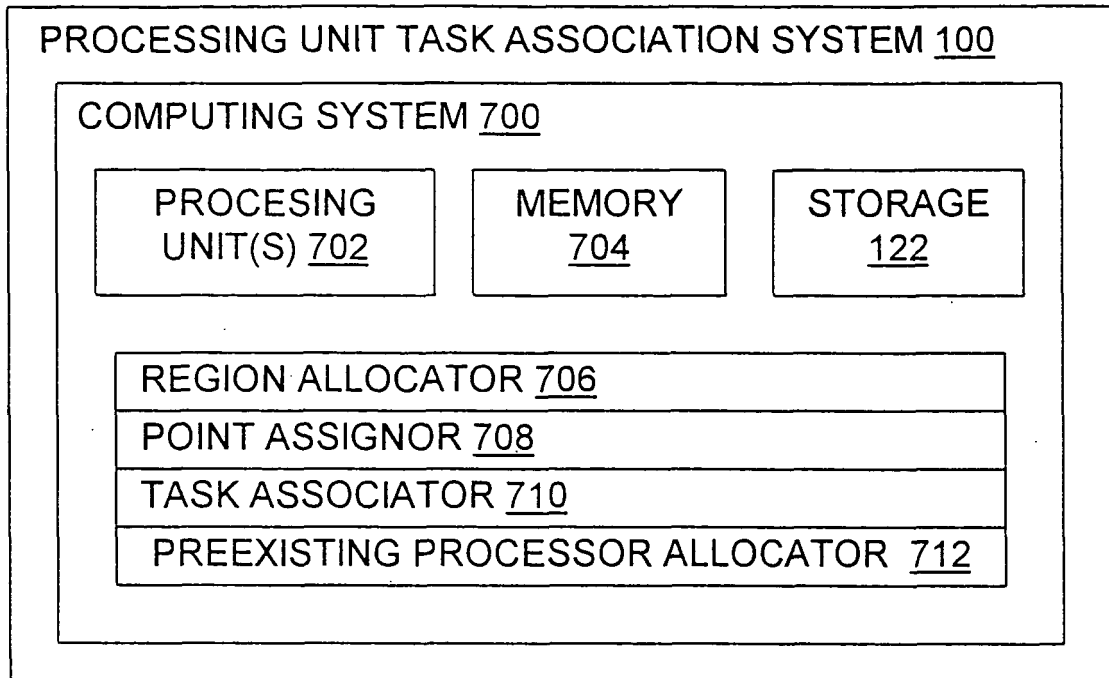 PROCESSING UNIT TASK ASSOCIATION SYSTEM 100
COMPUTING SYSTEM 700
PROCESING
UNIT(S) 702
MEMORY
704
STORAGE
122
REGION ALLOCATOR 706
POINT ASSIGNOR 708
TASK ASSOCIATOR 710
PREEXISTING PROCESSOR ALLOCATOR 712